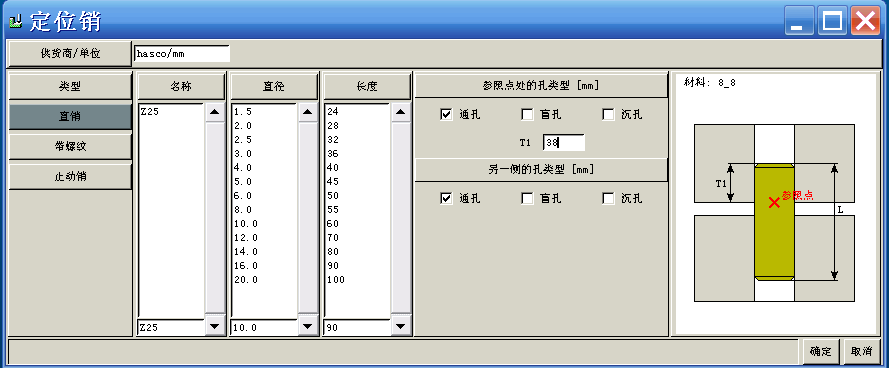 定位销
供货商/单位
hasco/mm
类型
直销
带螺纹
止动销
名称
Z25
Z25
直径
1.5
2.0
2.5
3.0
4.0
5.0
6.0
8.0
10.0
12.0
14.0
16.0
20.0
10.0
长度
24
28
32
36
40
45
50
55
60
70
80
90
100
90
参照点处的孔类型 [mm]
通孔 盲孔 沉孔
T1 38
另一侧的孔类型 [mm]
通孔 盲孔 沉孔
材料: 8_8
T1
参照点
L
确定 取消